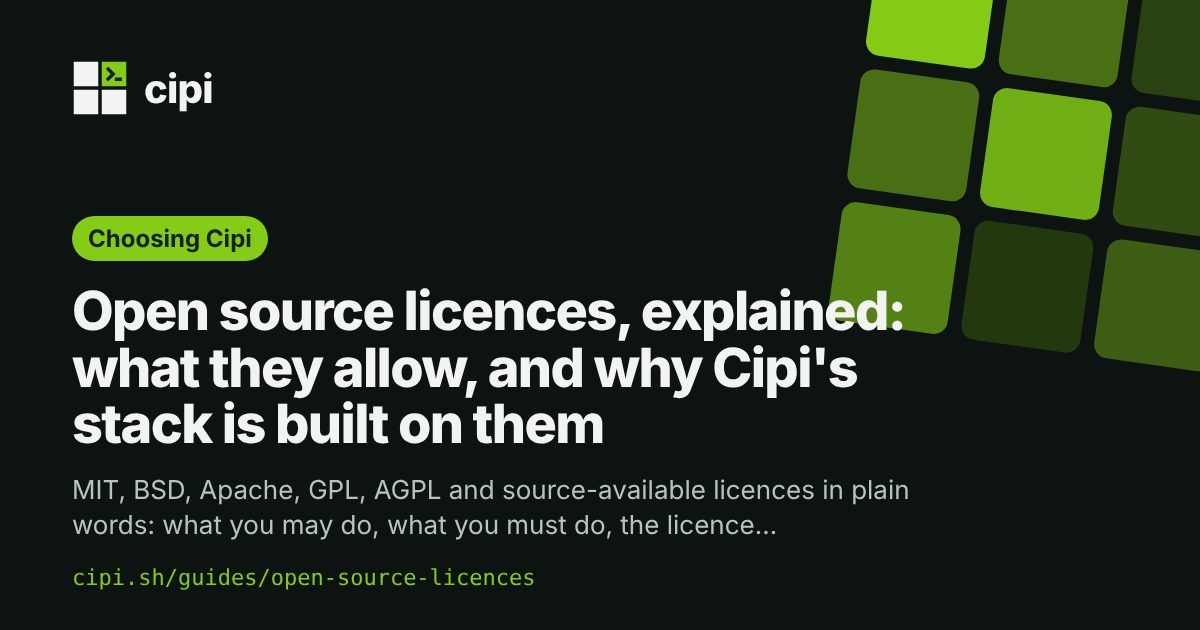 cipi
Choosing Cipi
Open source licences, explained:
what they allow, and why Cipi's
stack is built on them
MIT, BSD, Apache, GPL, AGPL and source-available licences in plain
words: what you may do, what you must do, the licence...
cipi.sh/guides/open-source-licences